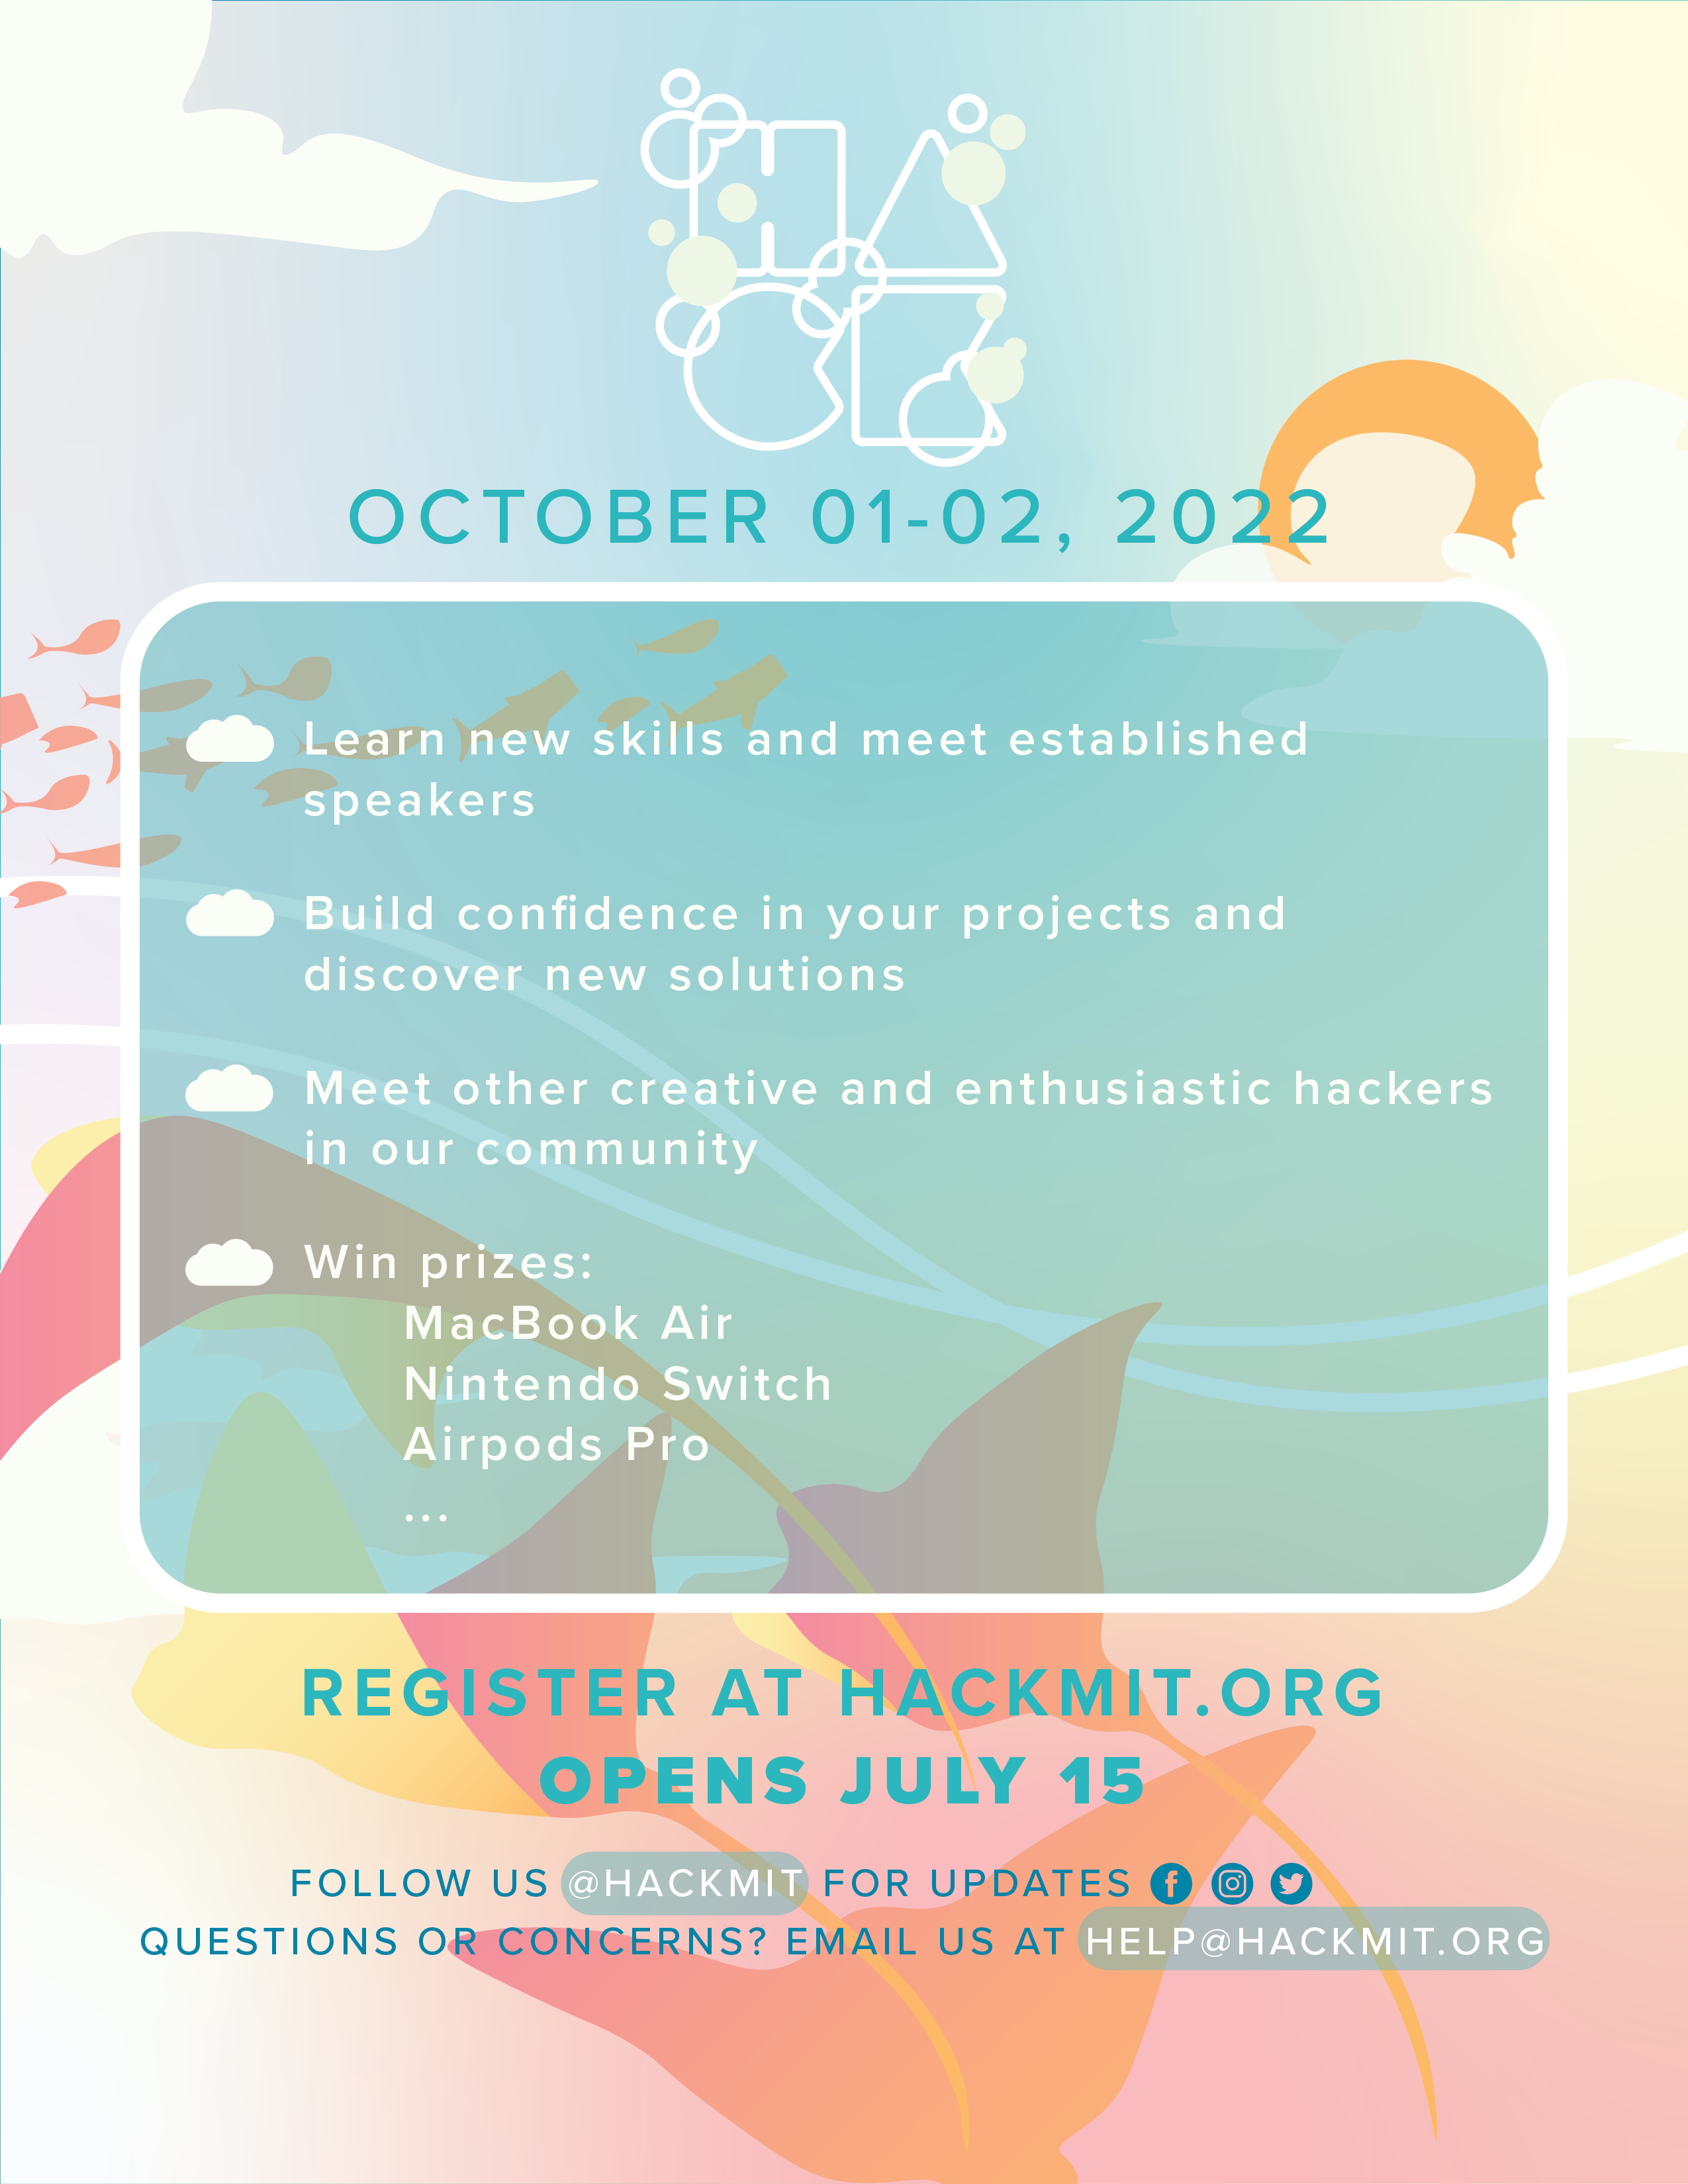 HACK
OCTOBER 01-02, 2022
Learn new skills and meet established
speakers
Build confidence in your projects and
discover new solutions
Meet other creative and enthusiastic hackers
in our community
Win prizes:
MacBook Air
Nintendo Switch
Airpods Pro
...
REGISTER AT HACKMIT.ORG
OPENS JULY 15
FOLLOW US @HACKMIT FOR UPDATES
QUESTIONS OR CONCERNS? EMAIL US AT HELP@HACKMIT.ORG